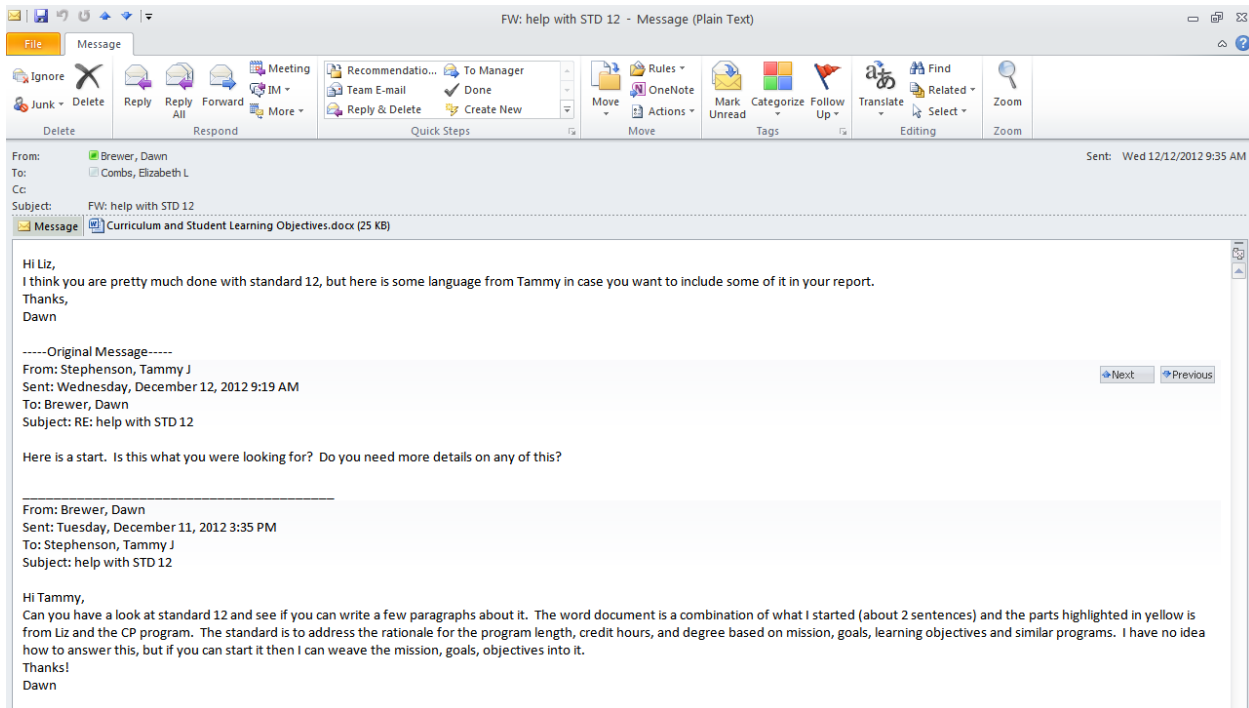 FW: help with STD 12 - Message (Plain Text)
File Message
Ignore
Junk
Delete
Reply
Reply All
Forward
Meeting
IM
More
Recommendatio...
Team E-mail
Reply & Delete
To Manager
Done
Create New
Move
Rules
OneNote
Actions
Mark Unread
Categorize
Follow Up
Translate
Find
Related
Select
Zoom
Delete Respond Quick Steps Move Tags Editing Zoom
From: Brewer, Dawn Sent: Wed 12/12/2012 9:35 AM
To: Combs, Elizabeth L
Cc:
Subject: FW: help with STD 12
Message Curriculum and Student Learning Objectives.docx (25 KB)
Hi Liz,
I think you are pretty much done with standard 12, but here is some language from Tammy in case you want to include some of it in your report.
Thanks,
Dawn
-----Original Message-----
From: Stephenson, Tammy J
Next Previous
Sent: Wednesday, December 12, 2012 9:19 AM
To: Brewer, Dawn
Subject: RE: help with STD 12
Here is a start. Is this what you were looking for? Do you need more details on any of this?
________________________________________
From: Brewer, Dawn
Sent: Tuesday, December 11, 2012 3:35 PM
To: Stephenson, Tammy J
Subject: help with STD 12
Hi Tammy,
Can you have a look at standard 12 and see if you can write a few paragraphs about it. The word document is a combination of what I started (about 2 sentences) and the parts highlighted in yellow is
from Liz and the CP program. The standard is to address the rationale for the program length, credit hours, and degree based on mission, goals, learning objectives and similar programs. I have no idea
how to answer this, but if you can start it then I can weave the mission, goals, objectives into it.
Thanks!
Dawn